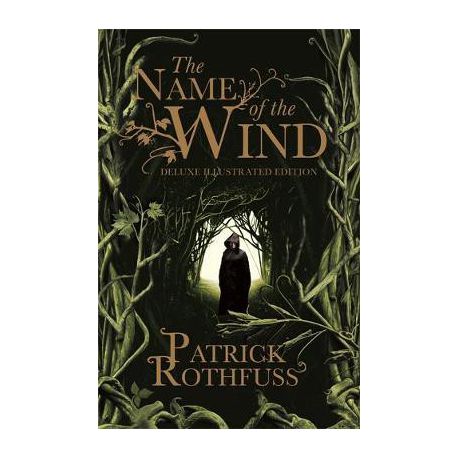 The
NAME
of the
WIND
DELUXE ILLUSTRATED EDITION
PATRICK
ROTHFUSS